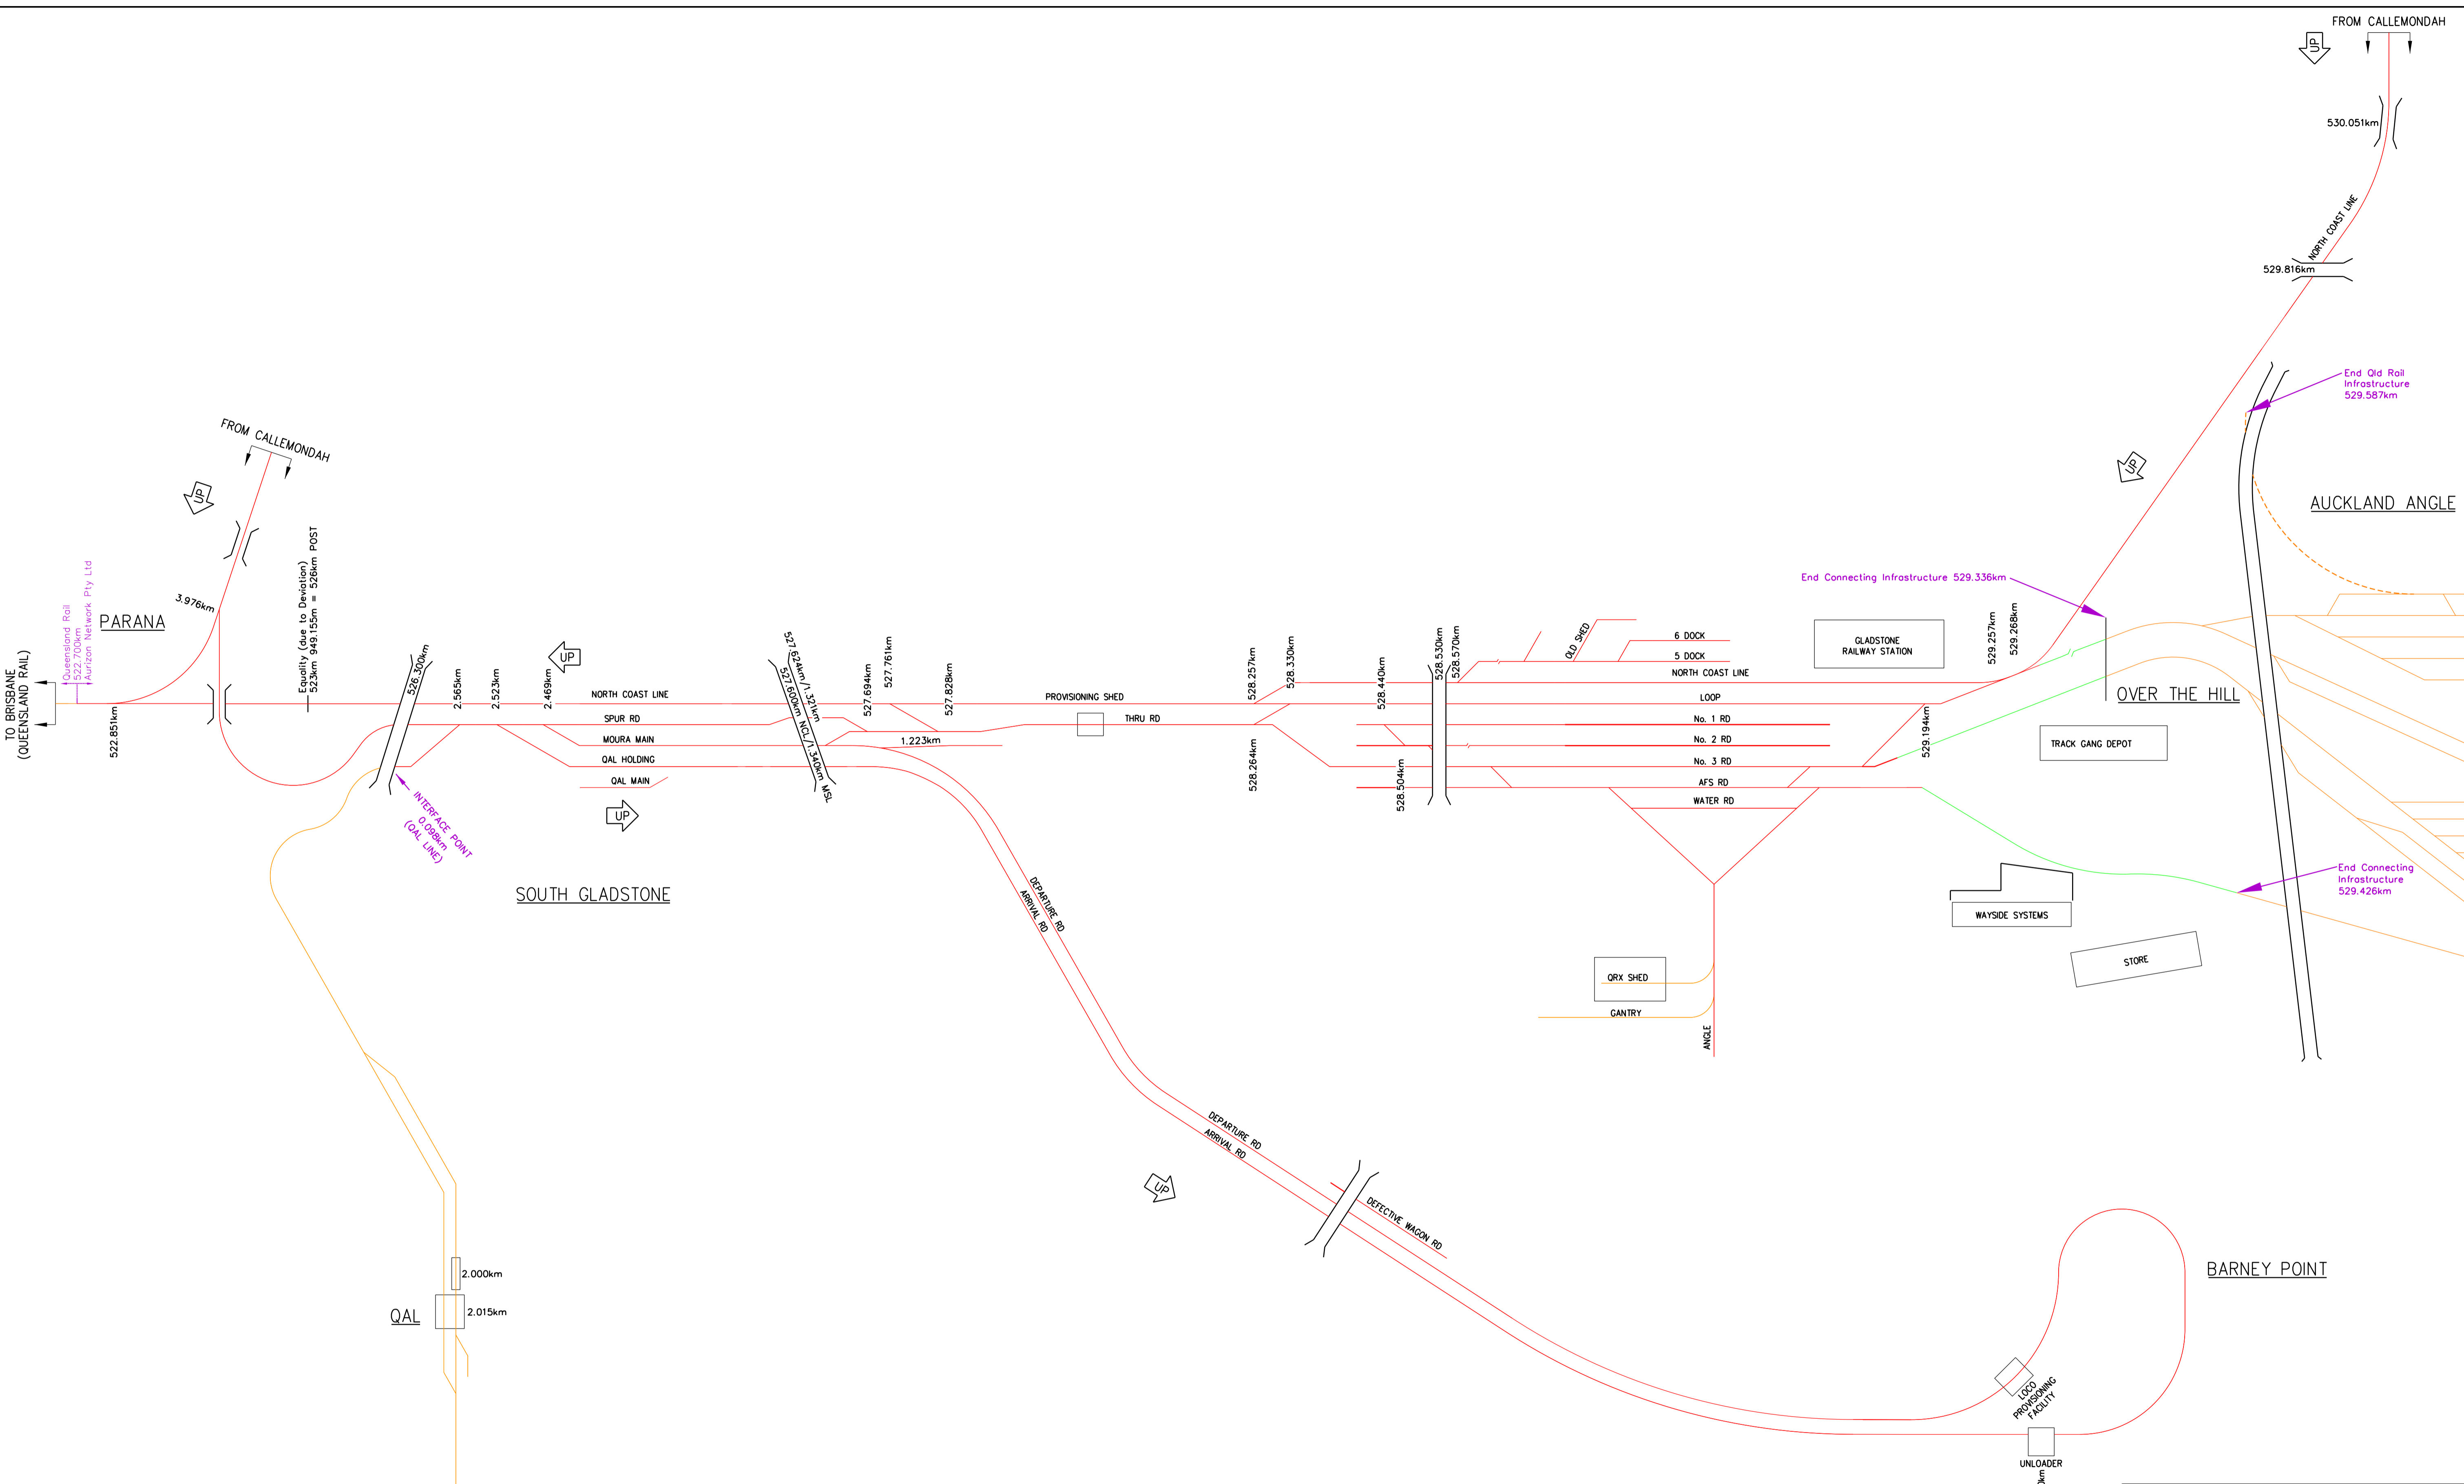 FROM CALLEMONDAH
UP
530.051km
NORTH COAST LINE
529.816km
End Qld Rail
Infrastructure
529.587km
AUCKLAND ANGLE
UP
FROM CALLEMONDAH
UP
3.976km
PARANA
TO BRISBANE
(QUEENSLAND RAIL)
Queensland Rail
522.700km
Aurizon Network Pty Ltd
522.851km
Equality (due to Deviation)
523km 949.155m = 526km POST
526.300km
2.565km
2.523km
2.469km
UP
NORTH COAST LINE
SPUR RD
MOURA MAIN
QAL HOLDING
QAL MAIN
UP
INTERFACE POINT
0.098km
(QAL LINE)
SOUTH GLADSTONE
527.624km/1.321km
527.600km NCL/1.340km MSL
527.694km
527.761km
527.828km
1.223km
PROVISIONING SHED
THRU RD
528.257km
528.264km
528.330km
528.440km
528.504km
528.530km
528.570km
OLD SHED
6 DOCK
5 DOCK
NORTH COAST LINE
LOOP
No. 1 RD
No. 2 RD
No. 3 RD
AFS RD
WATER RD
GLADSTONE
RAILWAY STATION
End Connecting Infrastructure 529.336km
529.257km
529.268km
529.194km
OVER THE HILL
TRACK GANG DEPOT
End Connecting
Infrastructure
529.426km
WAYSIDE SYSTEMS
STORE
QRX SHED
GANTRY
ANGLE
DEPARTURE RD
ARRIVAL RD
DEPARTURE RD
ARRIVAL RD
UP
DEFECTIVE WAGON RD
BARNEY POINT
2.000km
2.015km
QAL
LOCO
PROVISIONING
FACILITY
UNLOADER